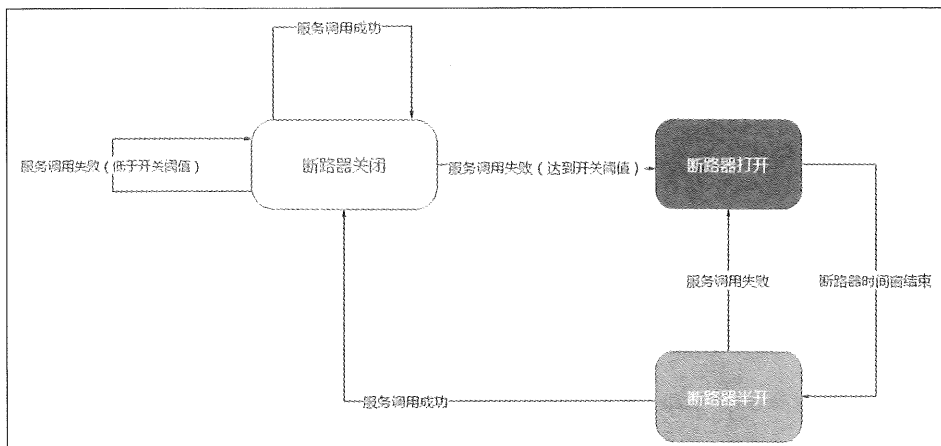 服务调用成功
服务调用失败（低于开关阈值）
断路器关闭
服务调用失败（达到开关阈值）
断路器打开
服务调用失败
断路器时间窗结束
服务调用成功
断路器半开